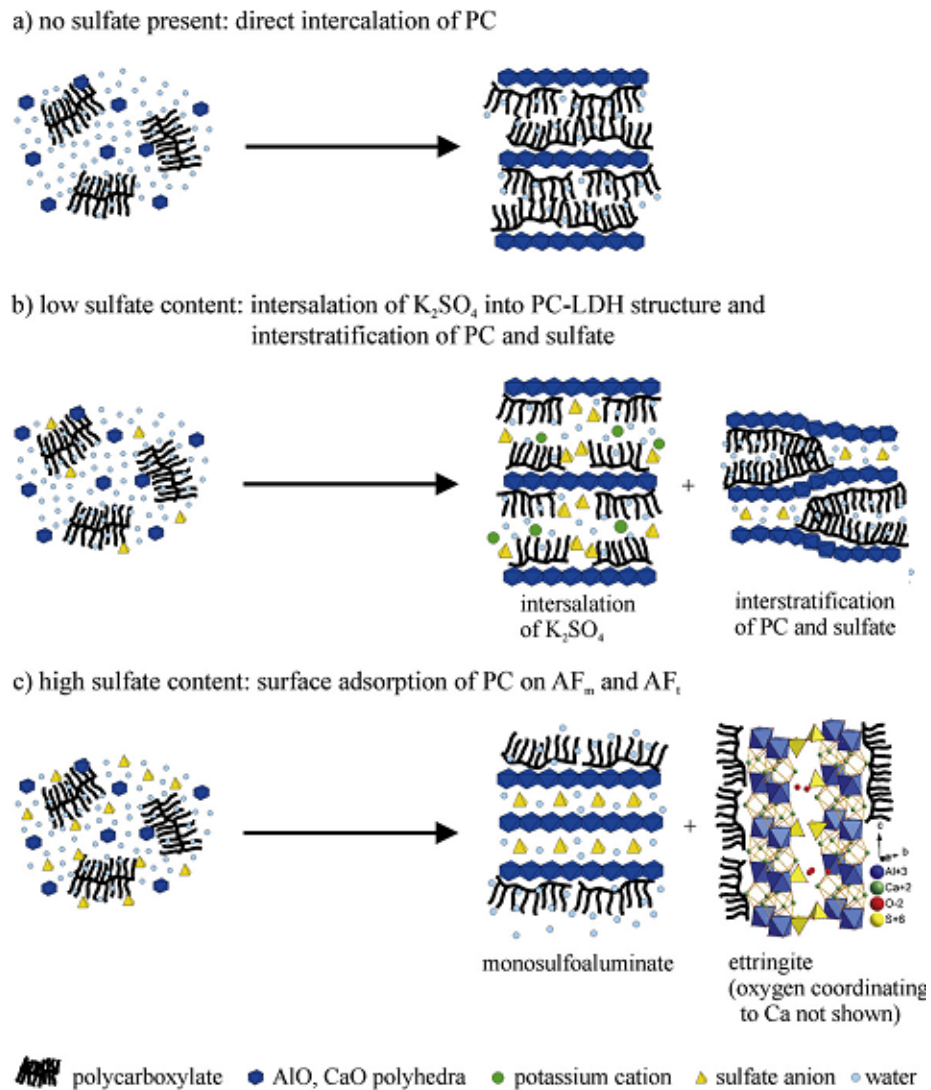 a) no sulfate present: direct intercalation of PC
b) low sulfate content: intersalation of K₂SO₄ into PC-LDH structure and
interstratification of PC and sulfate
+
intersalation
of K₂SO₄
interstratification
of PC and sulfate
c) high sulfate content: surface adsorption of PC on AFₘ and AFₜ
+
c
a
b
Al+3
Ca+2
O-2
S+6
monosulfoaluminate
ettringite
(oxygen coordinating
to Ca not shown)
polycarboxylate
AlO, CaO polyhedra
potassium cation
sulfate anion
water